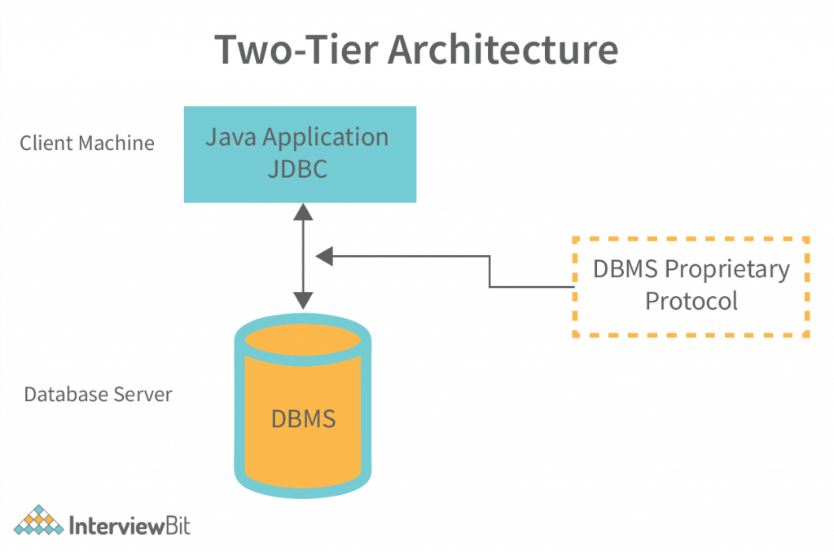 Two-Tier Architecture
Client Machine
Java Application
JDBC
DBMS Proprietary
Protocol
Database Server
DBMS
InterviewBit